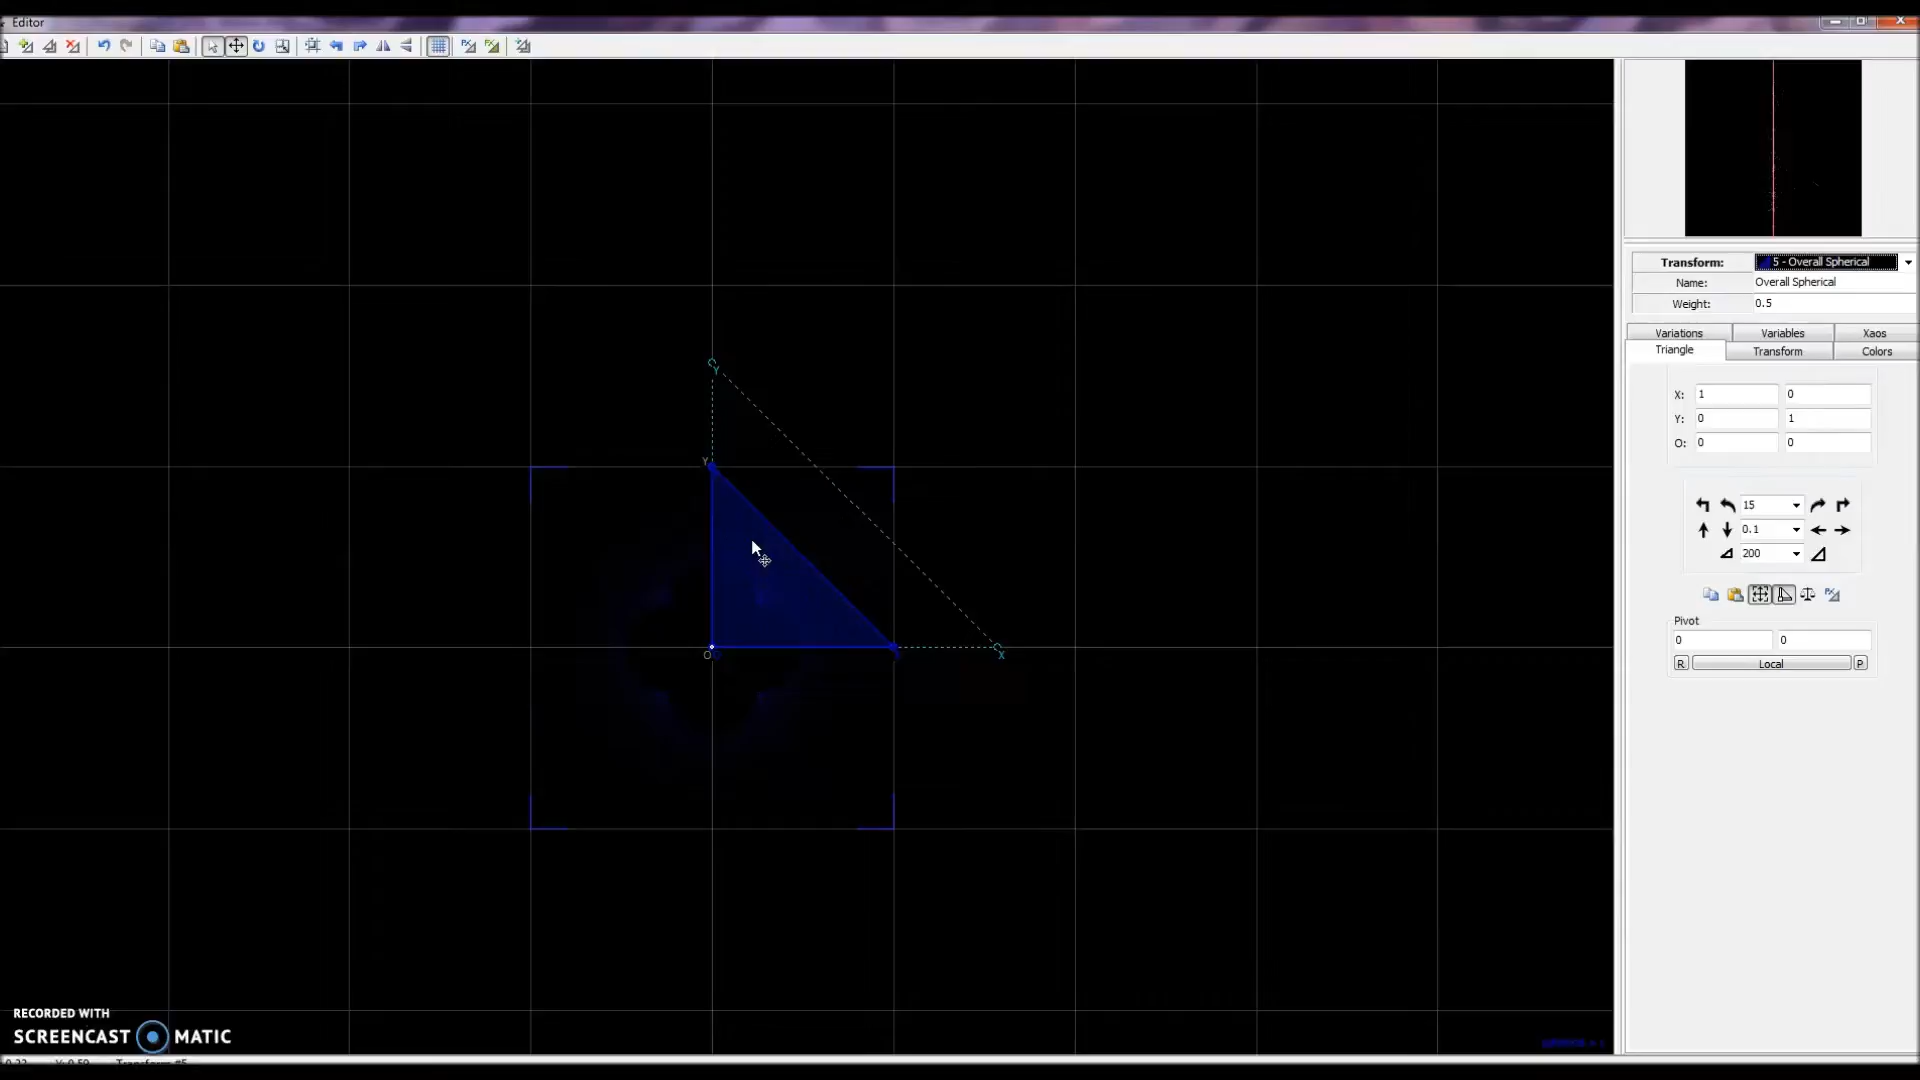 Editor
Transform: 5 - Overall Spherical
Name: Overall Spherical
Weight: 0.5
Variations Variables Xaos
Triangle Transform Colors
X: 1 0
Y: 0 1
O: 0 0
15
0.1
200
Pivot
0 0
R Local P
Y
Y
O
X
RECORDED WITH
SCREENCAST MATIC